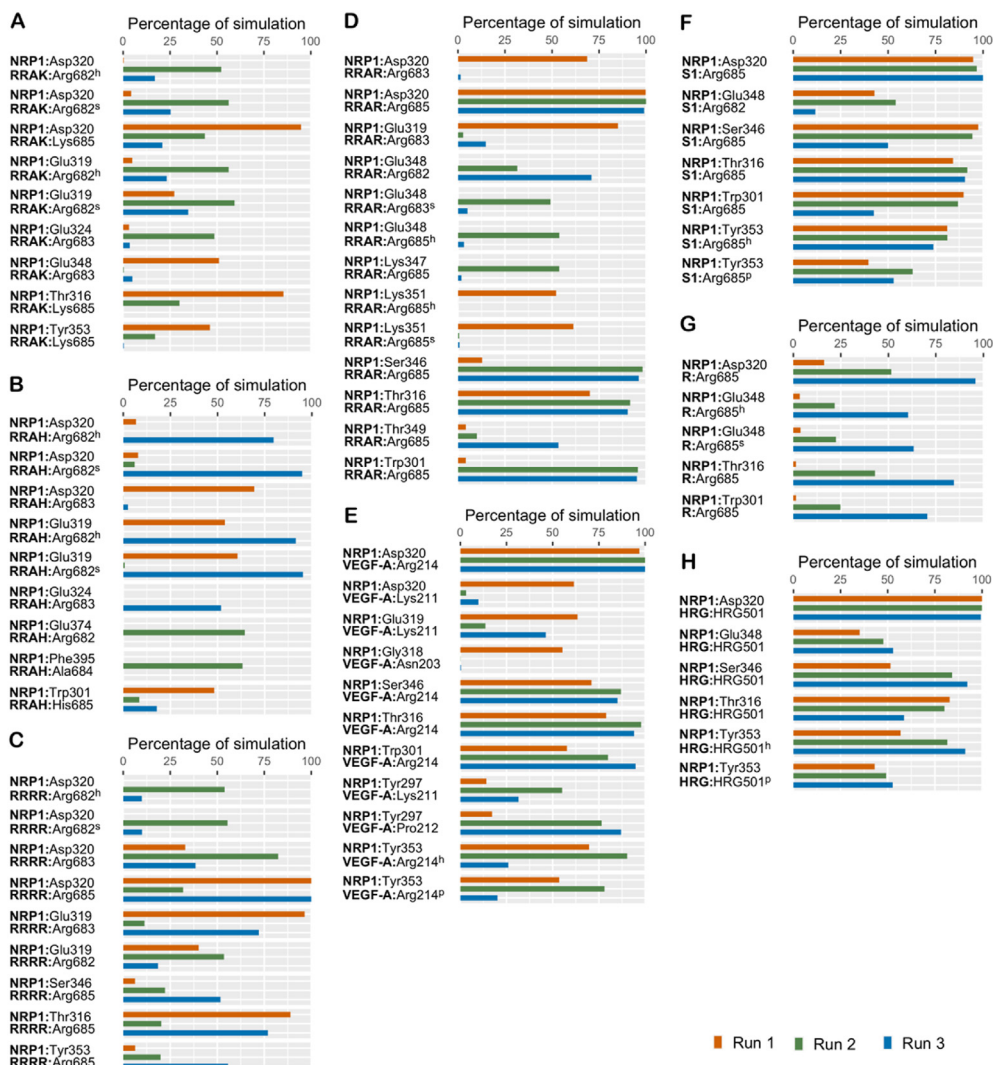 A
Percentage of simulation
0 25 50 75 100
NRP1:Asp320
RRAK:Arg682h
NRP1:Asp320
RRAK:Arg682s
NRP1:Asp320
RRAK:Lys685
NRP1:Glu319
RRAK:Arg682h
NRP1:Glu319
RRAK:Arg682s
NRP1:Glu324
RRAK:Arg683
NRP1:Glu348
RRAK:Arg683
NRP1:Thr316
RRAK:Lys685
NRP1:Tyr353
RRAK:Lys685
B
Percentage of simulation
0 25 50 75 100
NRP1:Asp320
RRAH:Arg682h
NRP1:Asp320
RRAH:Arg682s
NRP1:Asp320
RRAH:Arg683
NRP1:Glu319
RRAH:Arg682h
NRP1:Glu319
RRAH:Arg682s
NRP1:Glu324
RRAH:Arg683
NRP1:Glu374
RRAH:Arg682
NRP1:Phe395
RRAH:Ala684
NRP1:Trp301
RRAH:His685
C
Percentage of simulation
0 25 50 75 100
NRP1:Asp320
RRRR:Arg682h
NRP1:Asp320
RRRR:Arg682s
NRP1:Asp320
RRRR:Arg683
NRP1:Asp320
RRRR:Arg685
NRP1:Glu319
RRRR:Arg683
NRP1:Glu319
RRRR:Arg682
NRP1:Ser346
RRRR:Arg685
NRP1:Thr316
RRRR:Arg685
NRP1:Tyr353
RRRR:Arg685
D
Percentage of simulation
0 25 50 75 100
NRP1:Asp320
RRAR:Arg683
NRP1:Asp320
RRAR:Arg685
NRP1:Glu319
RRAR:Arg683
NRP1:Glu348
RRAR:Arg682
NRP1:Glu348
RRAR:Arg683s
NRP1:Glu348
RRAR:Arg685h
NRP1:Lys347
RRAR:Arg685
NRP1:Lys351
RRAR:Arg685h
NRP1:Lys351
RRAR:Arg685s
NRP1:Ser346
RRAR:Arg685
NRP1:Thr316
RRAR:Arg685
NRP1:Thr349
RRAR:Arg685
NRP1:Trp301
RRAR:Arg685
E
Percentage of simulation
0 25 50 75 100
NRP1:Asp320
VEGF-A:Arg214
NRP1:Asp320
VEGF-A:Lys211
NRP1:Glu319
VEGF-A:Lys211
NRP1:Gly318
VEGF-A:Asn203
NRP1:Ser346
VEGF-A:Arg214
NRP1:Thr316
VEGF-A:Arg214
NRP1:Trp301
VEGF-A:Arg214
NRP1:Tyr297
VEGF-A:Lys211
NRP1:Tyr297
VEGF-A:Pro212
NRP1:Tyr353
VEGF-A:Arg214h
NRP1:Tyr353
VEGF-A:Arg214p
F
Percentage of simulation
0 25 50 75 100
NRP1:Asp320
S1:Arg685
NRP1:Glu348
S1:Arg682
NRP1:Ser346
S1:Arg685
NRP1:Thr316
S1:Arg685
NRP1:Trp301
S1:Arg685
NRP1:Tyr353
S1:Arg685h
NRP1:Tyr353
S1:Arg685p
G
Percentage of simulation
0 25 50 75 100
NRP1:Asp320
R:Arg685
NRP1:Glu348
R:Arg685h
NRP1:Glu348
R:Arg685s
NRP1:Thr316
R:Arg685
NRP1:Trp301
R:Arg685
H
Percentage of simulation
0 25 50 75 100
NRP1:Asp320
HRG:HRG501
NRP1:Glu348
HRG:HRG501
NRP1:Ser346
HRG:HRG501
NRP1:Thr316
HRG:HRG501
NRP1:Tyr353
HRG:HRG501h
NRP1:Tyr353
HRG:HRG501p
Run 1 Run 2 Run 3